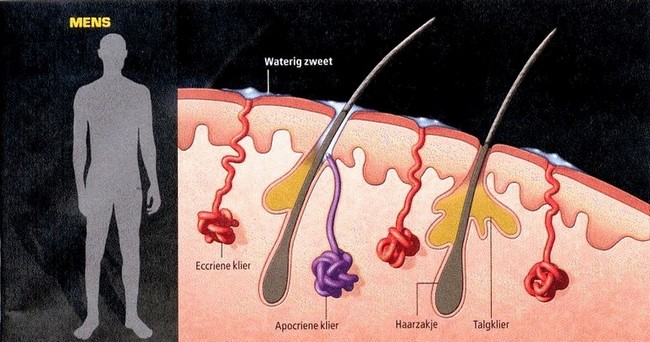 MENS
Waterig zweet
Eccriene klier
Apocriene klier
Haarzakje
Talgklier